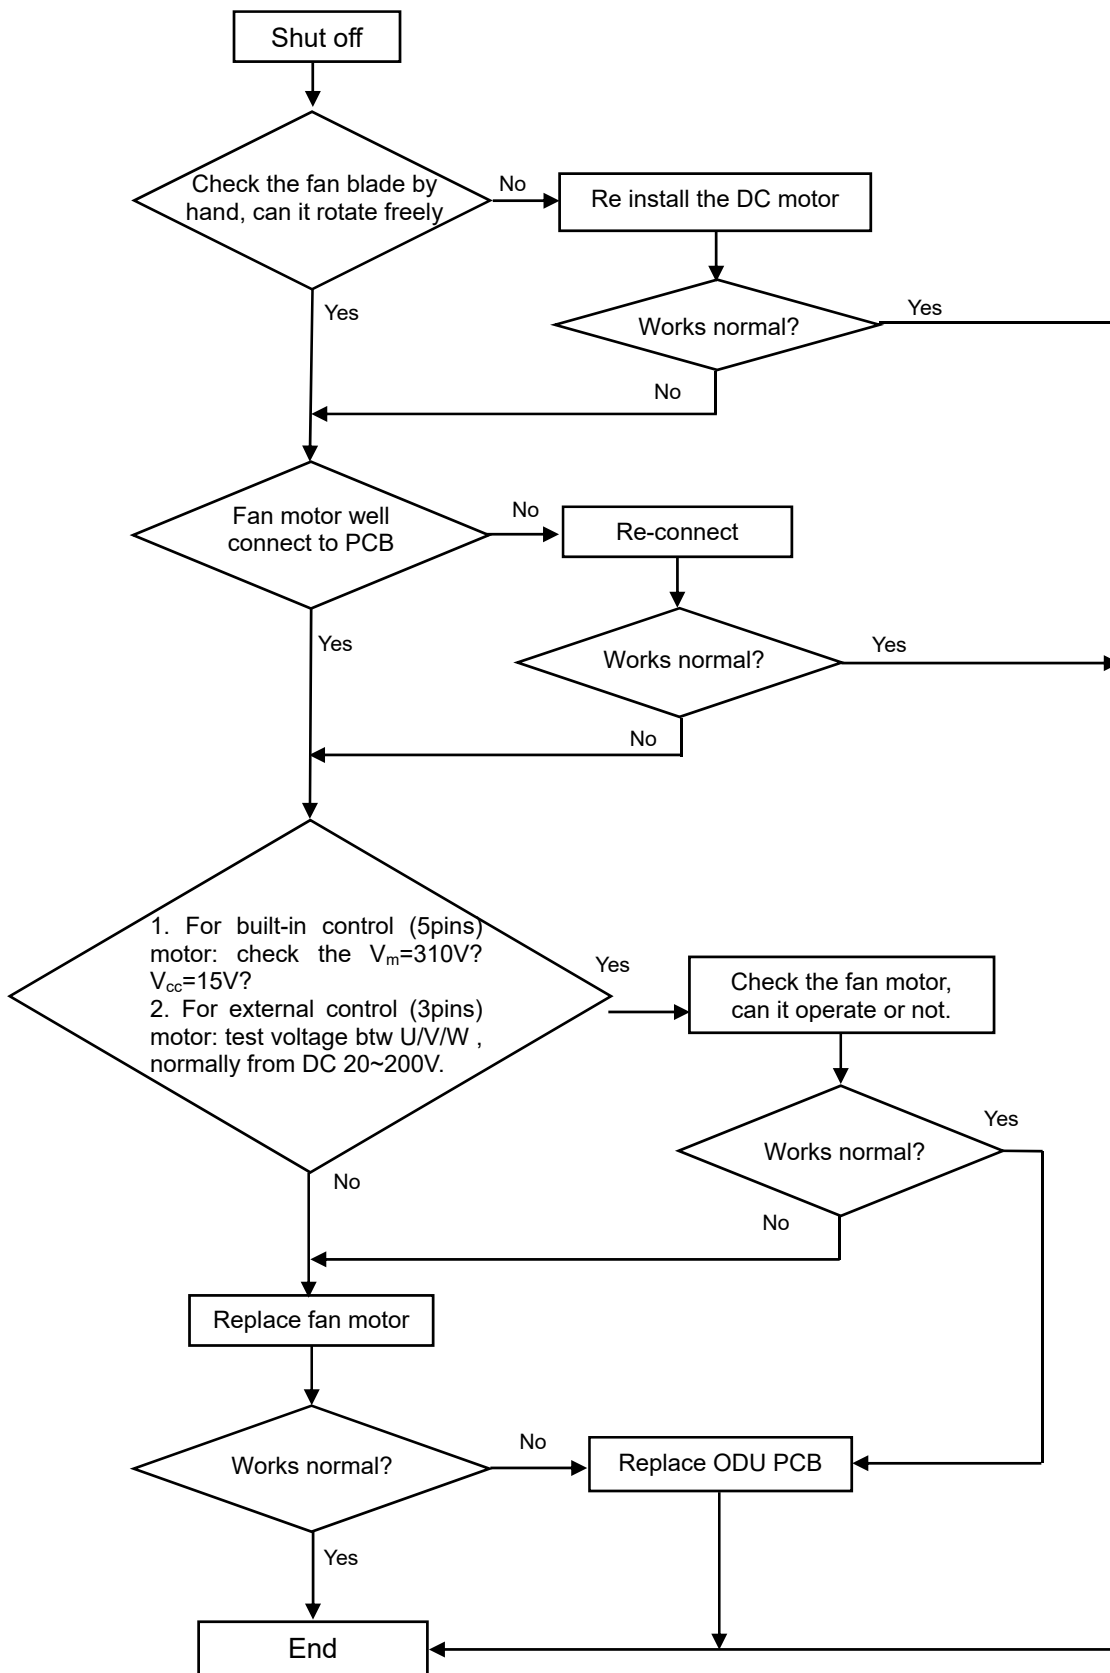 Shut off
Check the fan blade by
hand, can it rotate freely
No
Re install the DC motor
Yes
Works normal?
Yes
No
Fan motor well
connect to PCB
No
Re-connect
Yes
Works normal?
Yes
No
1. For built-in control (5pins)
motor: check the Vm=310V?
Vcc=15V?
2. For external control (3pins)
motor: test voltage btw U/V/W ,
normally from DC 20~200V.
Yes
Check the fan motor,
can it operate or not.
Works normal?
Yes
No
No
Replace fan motor
Works normal?
No
Replace ODU PCB
Yes
End